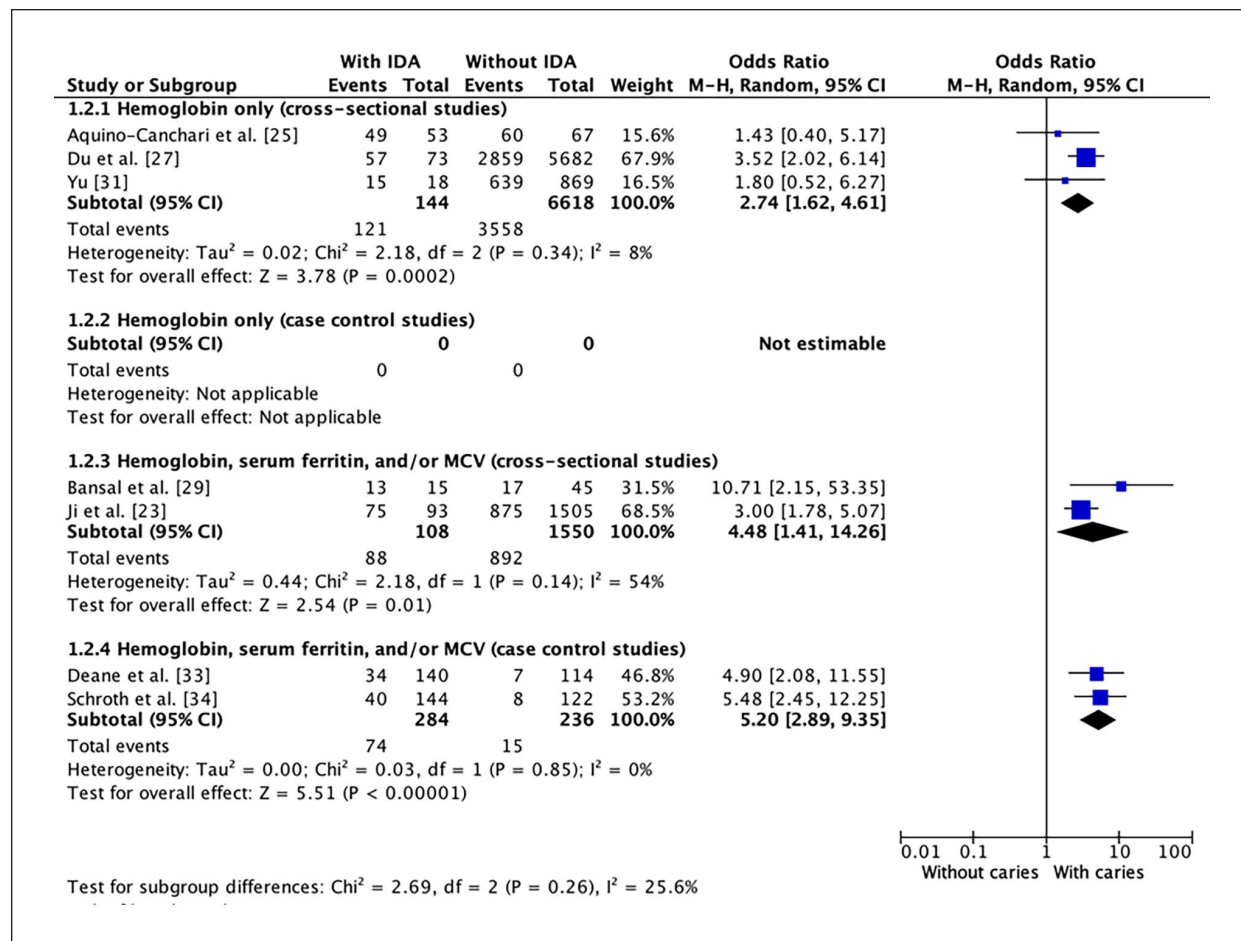 With IDA Without IDA Odds Ratio Odds Ratio
Study or Subgroup Events Total Events Total Weight M-H, Random, 95% CI M-H, Random, 95% CI
1.2.1 Hemoglobin only (cross-sectional studies)
Aquino-Canchari et al. [25] 49 53 60 67 15.6% 1.43 [0.40, 5.17]
Du et al. [27] 57 73 2859 5682 67.9% 3.52 [2.02, 6.14]
Yu [31] 15 18 639 869 16.5% 1.80 [0.52, 6.27]
Subtotal (95% CI) 144 6618 100.0% 2.74 [1.62, 4.61]
Total events 121 3558
Heterogeneity: Tau² = 0.02; Chi² = 2.18, df = 2 (P = 0.34); I² = 8%
Test for overall effect: Z = 3.78 (P = 0.0002)
1.2.2 Hemoglobin only (case control studies)
Subtotal (95% CI) 0 0 Not estimable
Total events 0 0
Heterogeneity: Not applicable
Test for overall effect: Not applicable
1.2.3 Hemoglobin, serum ferritin, and/or MCV (cross-sectional studies)
Bansal et al. [29] 13 15 17 45 31.5% 10.71 [2.15, 53.35]
Ji et al. [23] 75 93 875 1505 68.5% 3.00 [1.78, 5.07]
Subtotal (95% CI) 108 1550 100.0% 4.48 [1.41, 14.26]
Total events 88 892
Heterogeneity: Tau² = 0.44; Chi² = 2.18, df = 1 (P = 0.14); I² = 54%
Test for overall effect: Z = 2.54 (P = 0.01)
1.2.4 Hemoglobin, serum ferritin, and/or MCV (case control studies)
Deane et al. [33] 34 140 7 114 46.8% 4.90 [2.08, 11.55]
Schroth et al. [34] 40 144 8 122 53.2% 5.48 [2.45, 12.25]
Subtotal (95% CI) 284 236 100.0% 5.20 [2.89, 9.35]
Total events 74 15
Heterogeneity: Tau² = 0.00; Chi² = 0.03, df = 1 (P = 0.85); I² = 0%
Test for overall effect: Z = 5.51 (P < 0.00001)
0.01 0.1 1 10 100
Without caries With caries
Test for subgroup differences: Chi² = 2.69, df = 2 (P = 0.26), I² = 25.6%